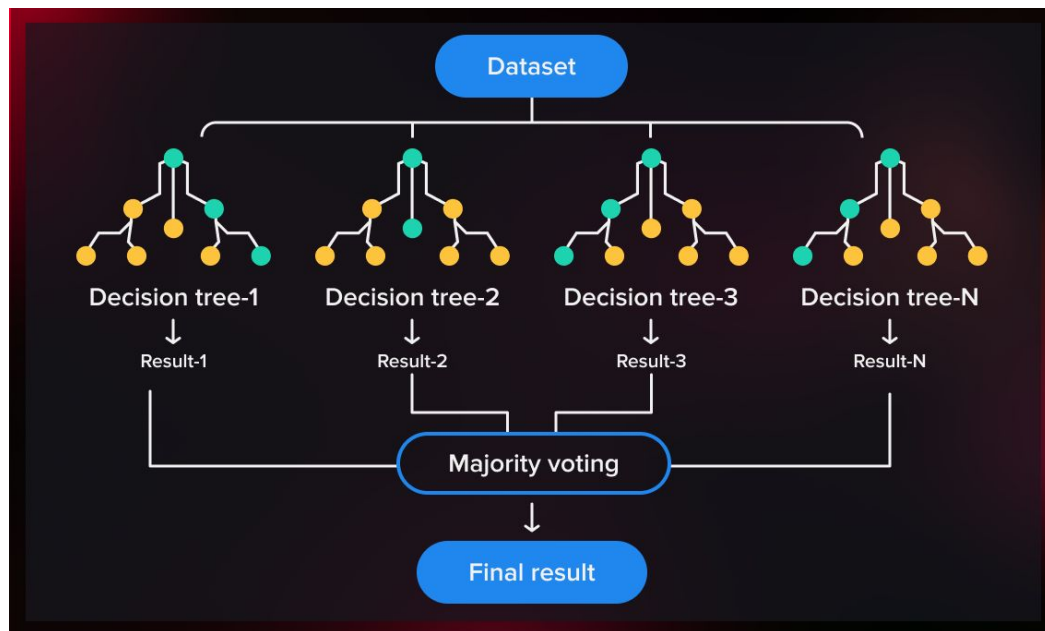 Dataset
Decision tree-1
Decision tree-2
Decision tree-3
Decision tree-N
Result-1
Result-2
Result-3
Result-N
Majority voting
Final result